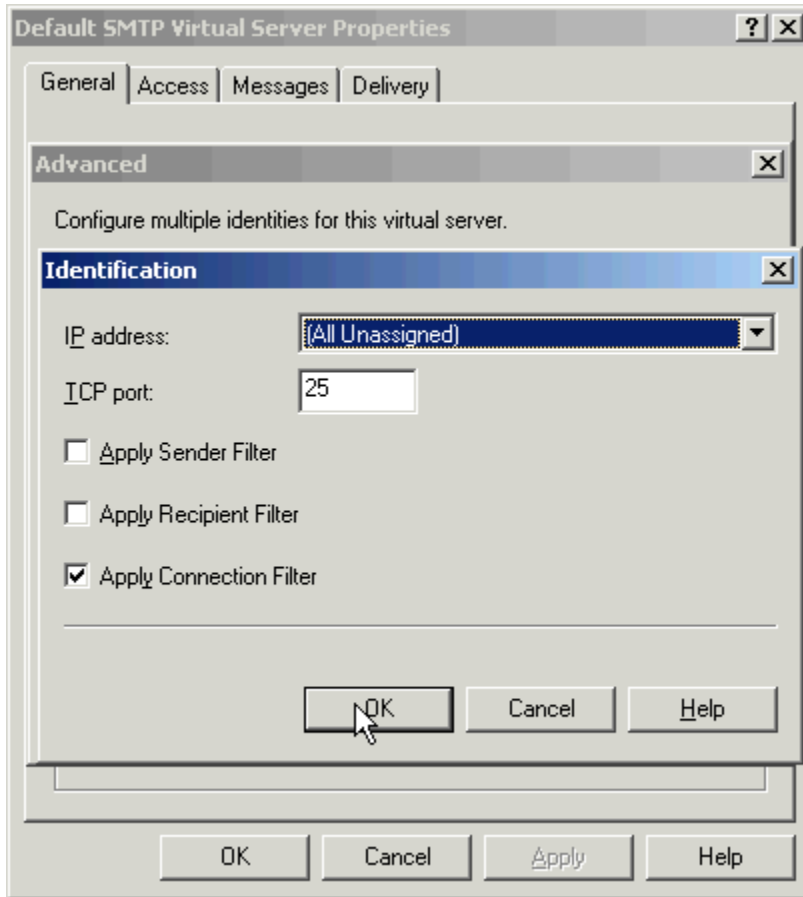 Default SMTP Virtual Server Properties
General Access Messages Delivery
Advanced
Configure multiple identities for this virtual server.
Identification
IP address: (All Unassigned)
TCP port: 25
Apply Sender Filter
Apply Recipient Filter
Apply Connection Filter
OK Cancel Help
OK Cancel Apply Help